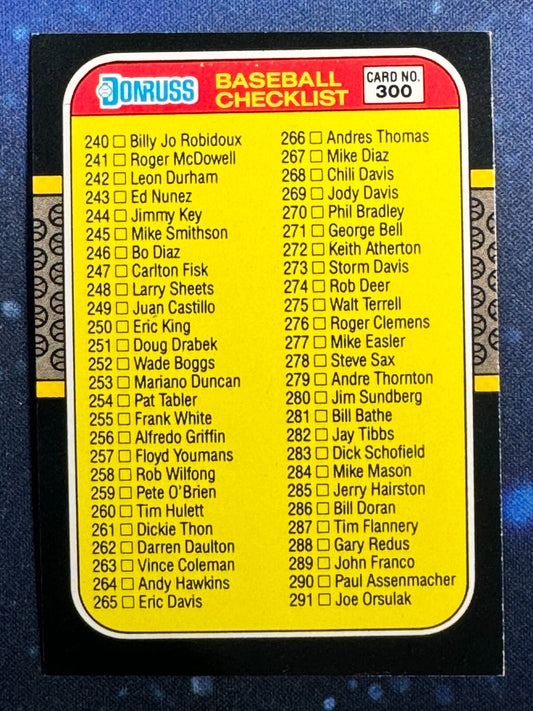 DONRUSS
BASEBALL
CHECKLIST
CARD NO.
300
240 □ Billy Jo Robidoux
241 □ Roger McDowell
242 □ Leon Durham
243 □ Ed Nunez
244 □ Jimmy Key
245 □ Mike Smithson
246 □ Bo Diaz
247 □ Carlton Fisk
248 □ Larry Sheets
249 □ Juan Castillo
250 □ Eric King
251 □ Doug Drabek
252 □ Wade Boggs
253 □ Mariano Duncan
254 □ Pat Tabler
255 □ Frank White
256 □ Alfredo Griffin
257 □ Floyd Youmans
258 □ Rob Wilfong
259 □ Pete O'Brien
260 □ Tim Hulett
261 □ Dickie Thon
262 □ Darren Daulton
263 □ Vince Coleman
264 □ Andy Hawkins
265 □ Eric Davis
266 □ Andres Thomas
267 □ Mike Diaz
268 □ Chili Davis
269 □ Jody Davis
270 □ Phil Bradley
271 □ George Bell
272 □ Keith Atherton
273 □ Storm Davis
274 □ Rob Deer
275 □ Walt Terrell
276 □ Roger Clemens
277 □ Mike Easler
278 □ Steve Sax
279 □ Andre Thornton
280 □ Jim Sundberg
281 □ Bill Bathe
282 □ Jay Tibbs
283 □ Dick Schofield
284 □ Mike Mason
285 □ Jerry Hairston
286 □ Bill Doran
287 □ Tim Flannery
288 □ Gary Redus
289 □ John Franco
290 □ Paul Assenmacher
291 □ Joe Orsulak